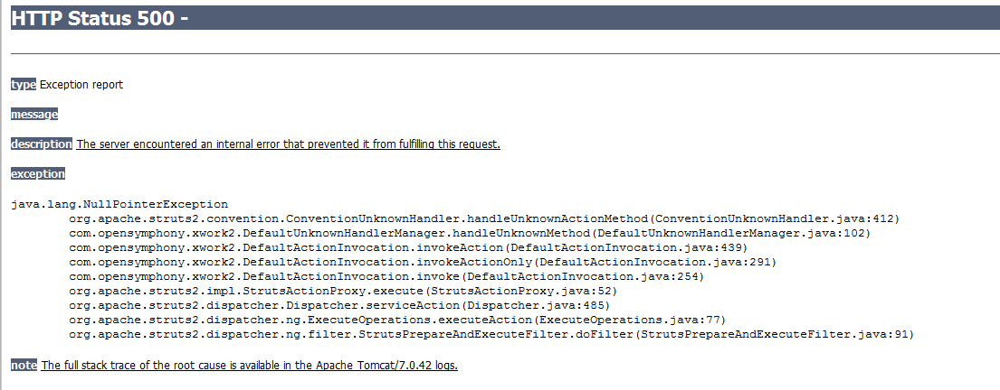 HTTP Status 500 -
type Exception report
message
description The server encountered an internal error that prevented it from fulfilling this request.
exception
java.lang.NullPointerException
org.apache.struts2.convention.ConventionUnknownHandler.handleUnknownActionMethod(ConventionUnknownHandler.java:412)
com.opensymphony.xwork2.DefaultUnknownHandlerManager.handleUnknownMethod(DefaultUnknownHandlerManager.java:102)
com.opensymphony.xwork2.DefaultActionInvocation.invokeAction(DefaultActionInvocation.java:439)
com.opensymphony.xwork2.DefaultActionInvocation.invokeActionOnly(DefaultActionInvocation.java:291)
com.opensymphony.xwork2.DefaultActionInvocation.invoke(DefaultActionInvocation.java:254)
org.apache.struts2.impl.StrutsActionProxy.execute(StrutsActionProxy.java:52)
org.apache.struts2.dispatcher.Dispatcher.serviceAction(Dispatcher.java:485)
org.apache.struts2.dispatcher.ng.ExecuteOperations.executeAction(ExecuteOperations.java:77)
org.apache.struts2.dispatcher.ng.filter.StrutsPrepareAndExecuteFilter.doFilter(StrutsPrepareAndExecuteFilter.java:91)
note The full stack trace of the root cause is available in the Apache Tomcat/7.0.42 logs.